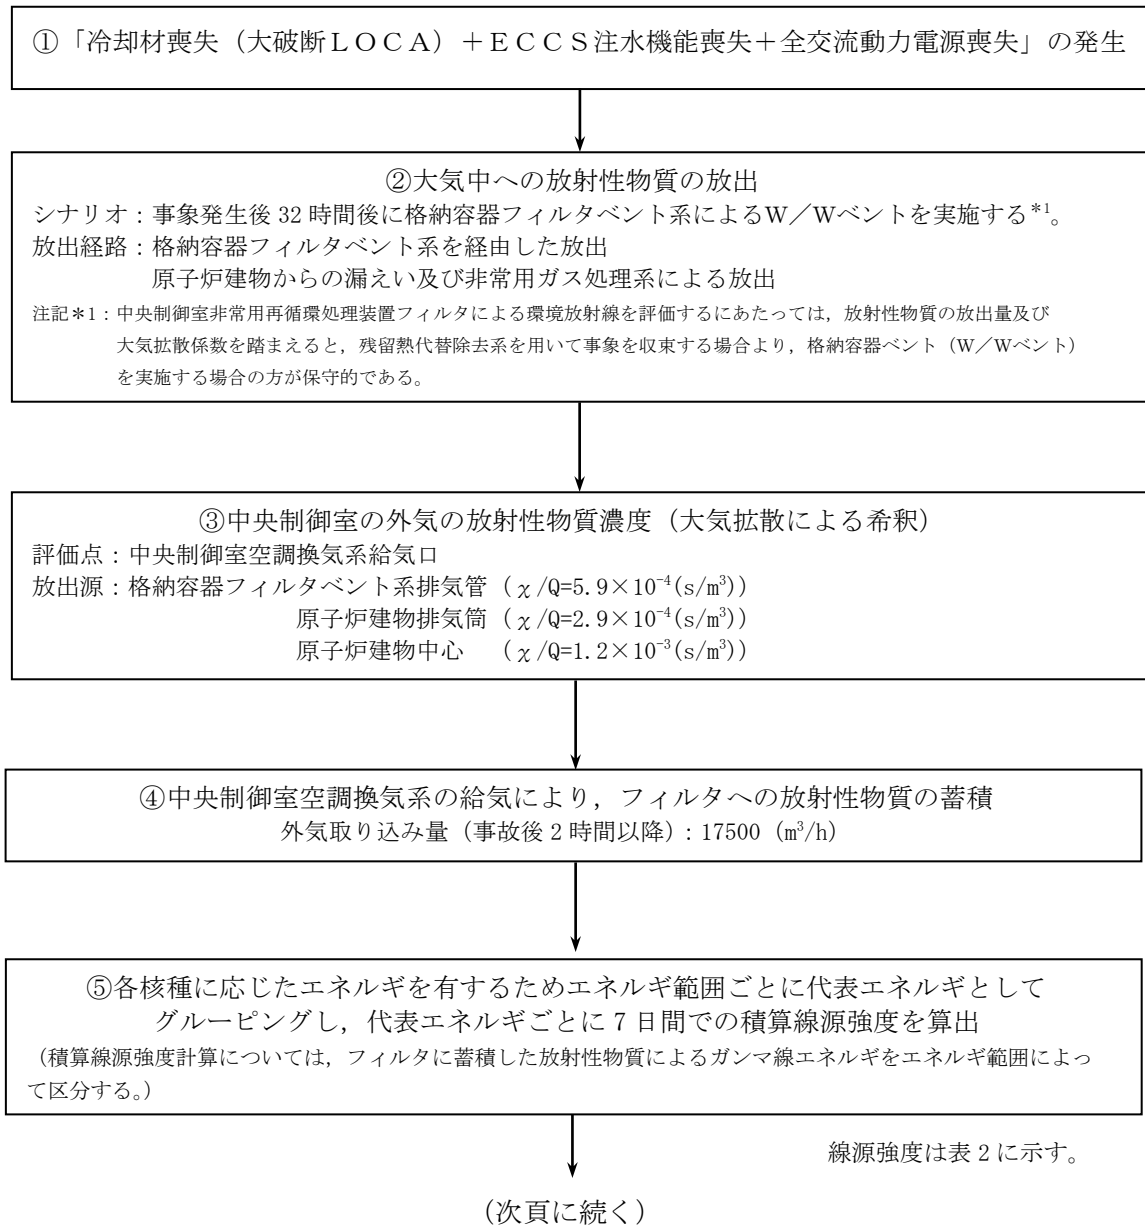 ①「冷却材喪失（大破断ＬＯＣＡ）＋ＥＣＣＳ注水機能喪失＋全交流動力電源喪失」の発生
②大気中への放射性物質の放出
シナリオ：事象発生後 32 時間後に格納容器フィルタベント系によるＷ／Ｗベントを実施する*1。
放出経路：格納容器フィルタベント系を経由した放出
原子炉建物からの漏えい及び非常用ガス処理系による放出
注記＊1：中央制御室非常用再循環処理装置フィルタによる環境放射線を評価するにあたっては，放射性物質の放出量及び
大気拡散係数を踏まえると，残留熱代替除去系を用いて事象を収束する場合より，格納容器ベント（Ｗ／Ｗベント）
を実施する場合の方が保守的である。
③中央制御室の外気の放射性物質濃度（大気拡散による希釈）
評価点：中央制御室空調換気系給気口
放出源：格納容器フィルタベント系排気管（χ/Q=5.9×10⁻⁴(s/m³)）
原子炉建物排気筒（χ/Q=2.9×10⁻⁴(s/m³)）
原子炉建物中心　（χ/Q=1.2×10⁻³(s/m³)）
④中央制御室空調換気系の給気により，フィルタへの放射性物質の蓄積
外気取り込み量（事故後 2 時間以降）：17500（m³/h）
⑤各核種に応じたエネルギを有するためエネルギ範囲ごとに代表エネルギとして
グルーピングし，代表エネルギごとに 7 日間での積算線源強度を算出
（積算線源強度計算については，フィルタに蓄積した放射性物質によるガンマ線エネルギをエネルギ範囲によっ
て区分する。）
線源強度は表 2 に示す。
（次頁に続く）